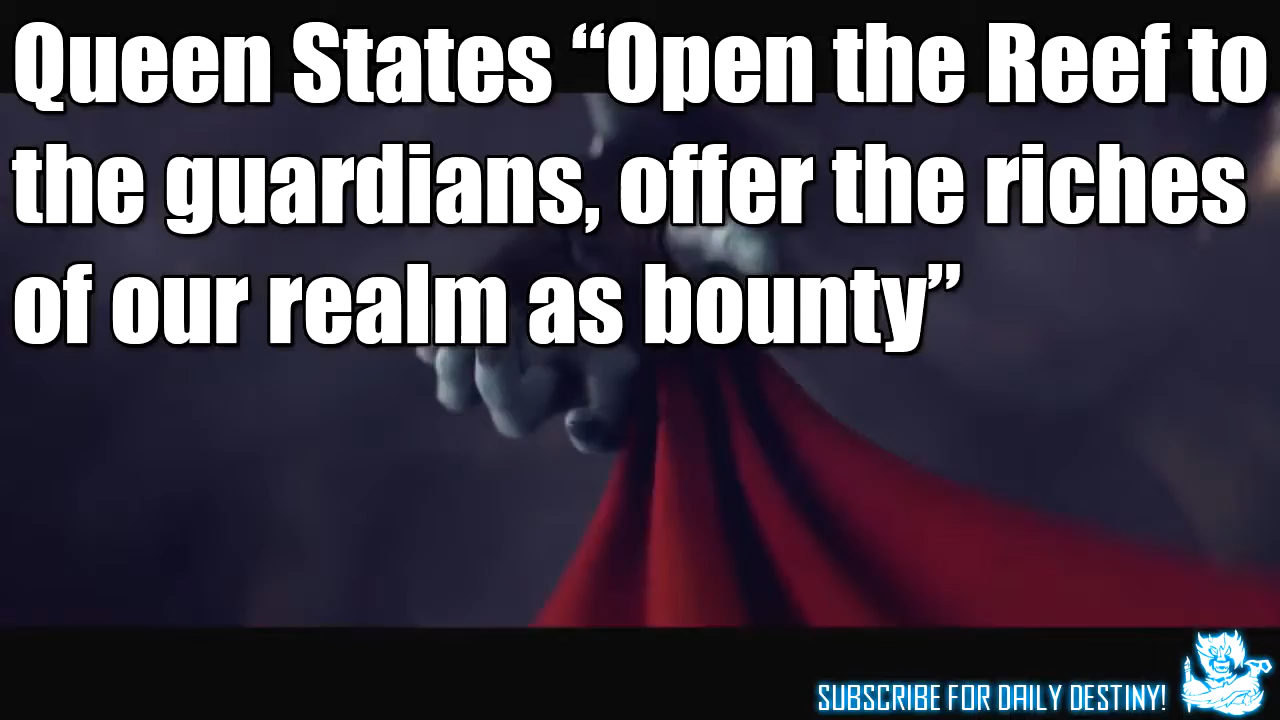 Queen States “Open the Reef to
the guardians, offer the riches
of our realm as bounty”
SUBSCRIBE FOR DAILY DESTINY!